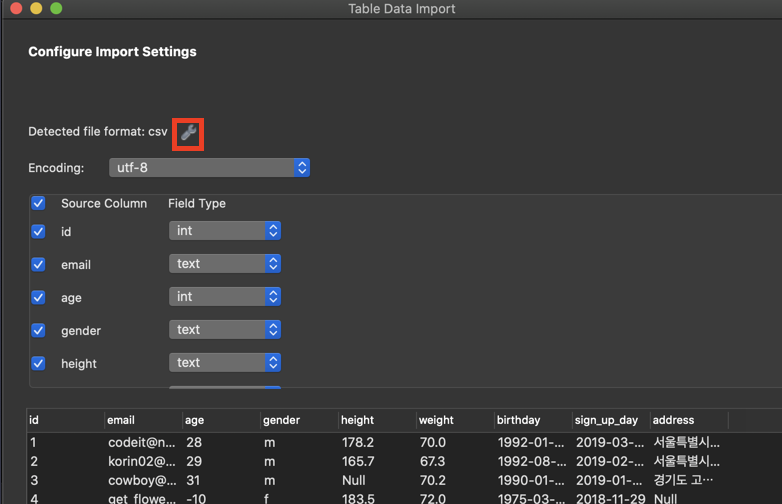 Table Data Import
Configure Import Settings
Detected file format: csv
Encoding: utf-8
Source Column Field Type
id int
email text
age int
gender text
height text
id email age gender height weight birthday sign_up_day address
1 codeit@n... 28 m 178.2 70.0 1992-01-... 2019-03-... 서울특별시...
2 korin02@... 29 m 165.7 67.3 1992-08-... 2019-02-... 서울특별시...
3 cowboy@... 31 m Null 70.2 1990-01-... 2019-01-... 경기도 고...
4 get_flowe... -10 f 183.5 72.0 1975-03-... 2018-11-29 Null